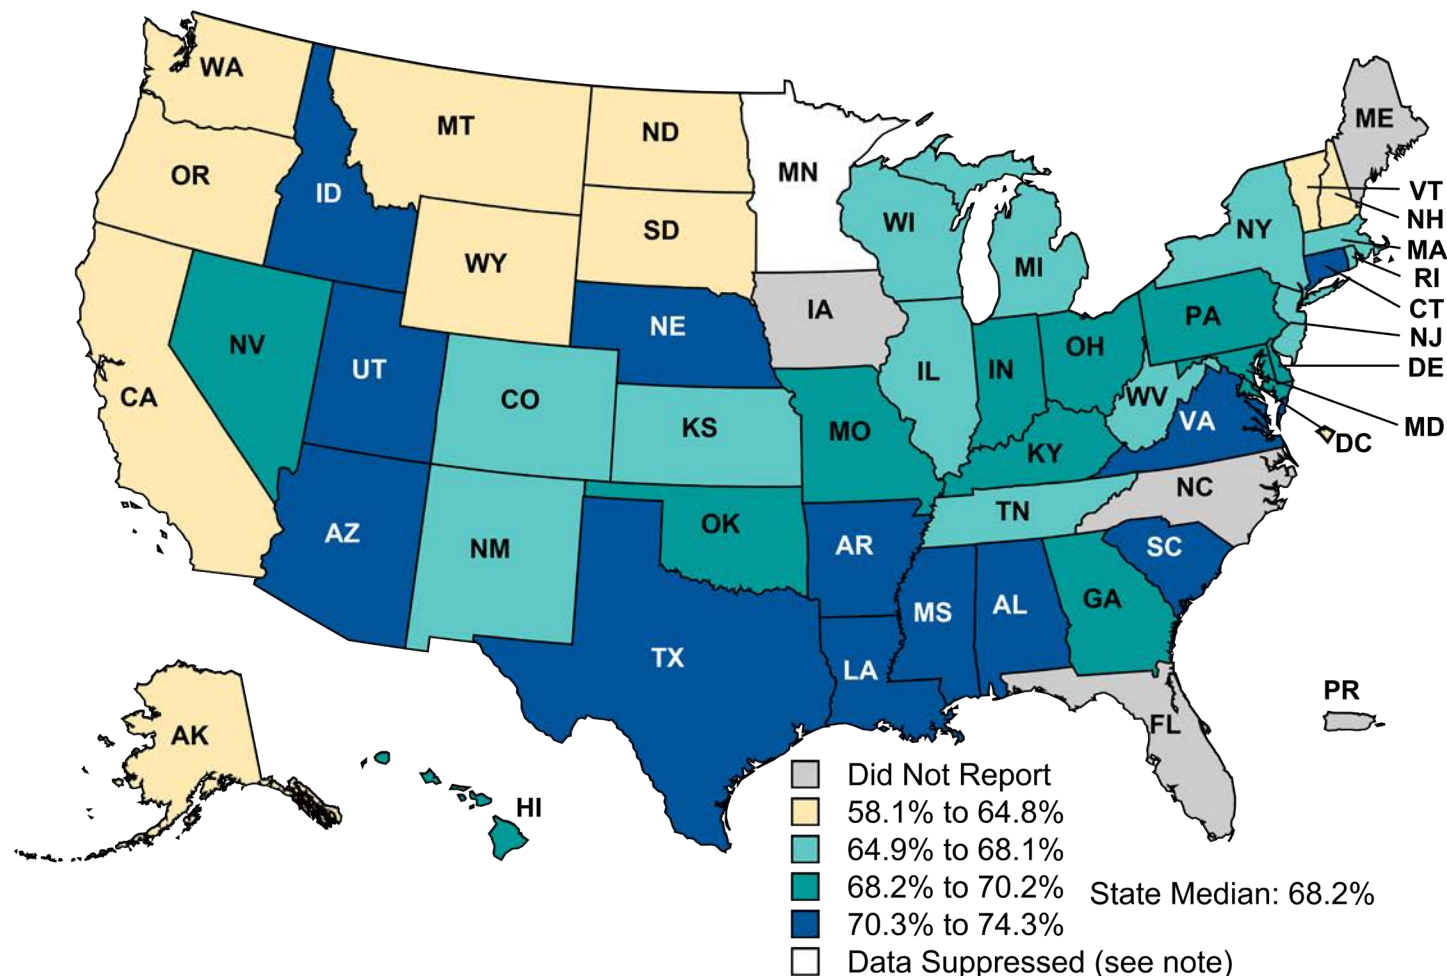 WA
MT
ND
MN
ME
OR
ID
SD
WI
NY
VT
NH
MA
RI
CT
NJ
DE
MD
DC
WY
MI
IA
NE
PA
NV
UT
CO
IL
IN
OH
CA
KS
MO
WV
VA
KY
NC
AZ
NM
OK
AR
TN
SC
MS
AL
GA
TX
LA
FL
PR
AK
HI
Did Not Report
58.1% to 64.8%
64.9% to 68.1%
68.2% to 70.2%
State Median: 68.2%
70.3% to 74.3%
Data Suppressed (see note)